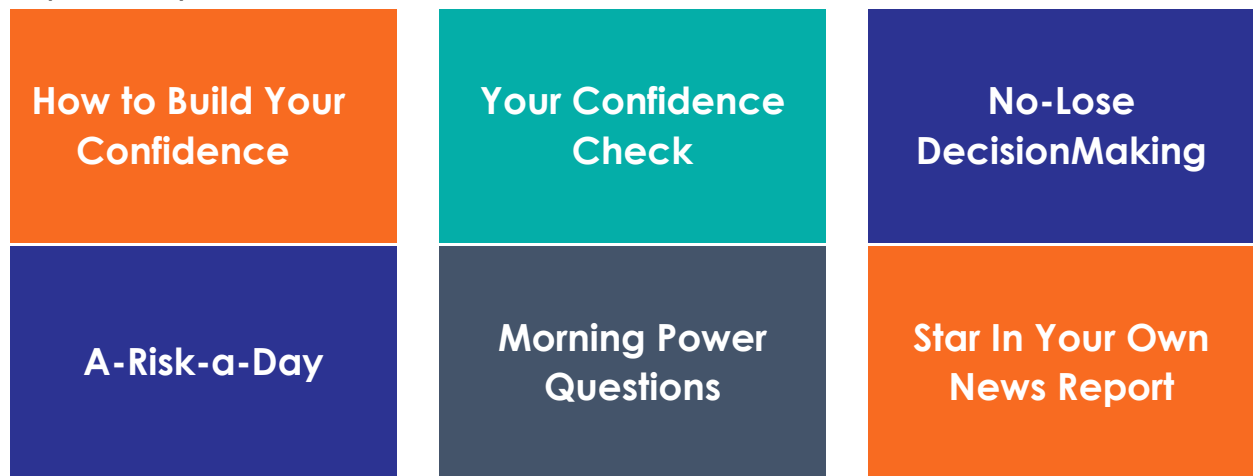 How to Build Your
Confidence
Your Confidence
Check
No-Lose
DecisionMaking
A-Risk-a-Day
Morning Power
Questions
Star In Your Own
News Report